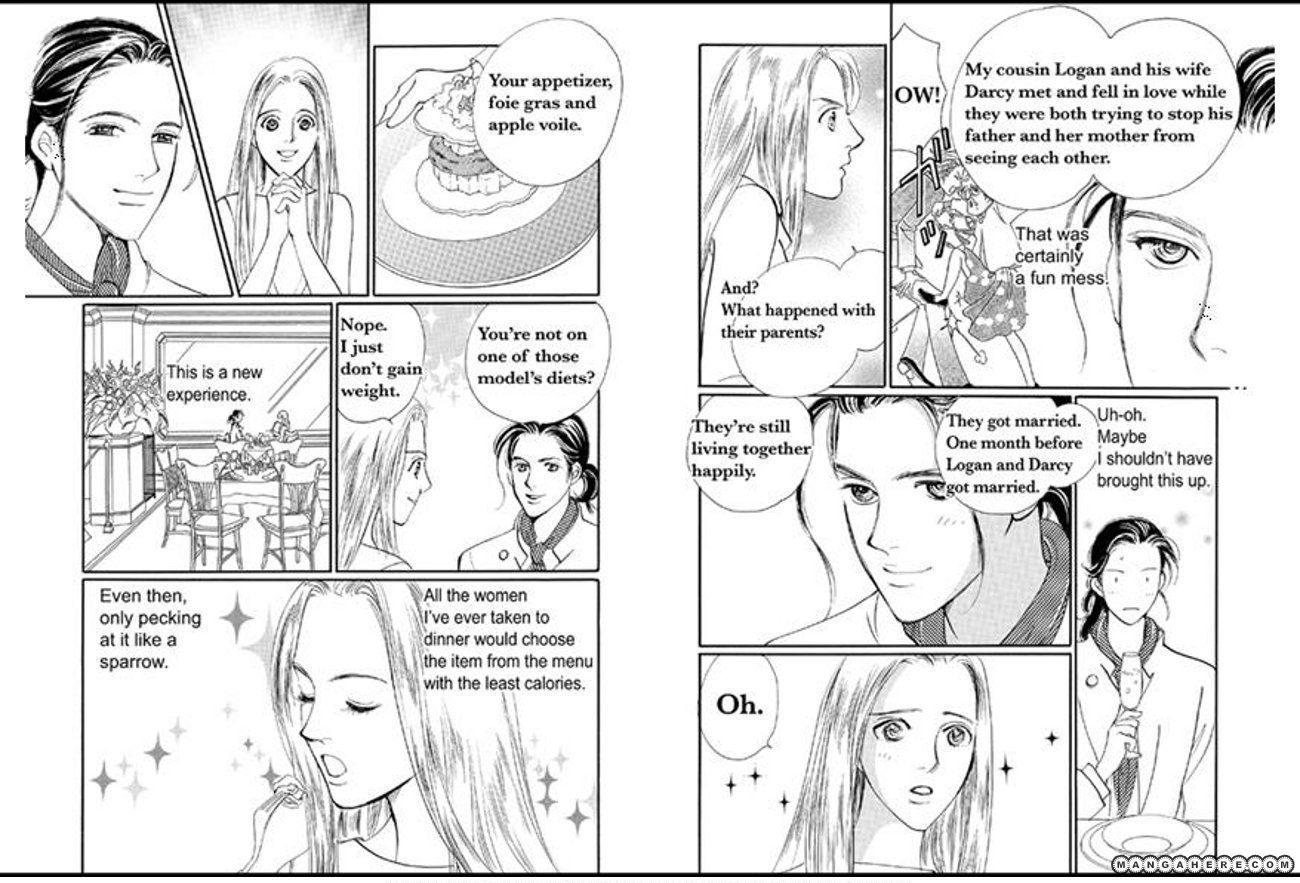 My cousin Logan and his wife
Darcy met and fell in love while
they were both trying to stop his
father and her mother from
seeing each other.
That was
certainly
a fun mess.
OW!
ガッ
And?
What happened with
their parents?
Uh-oh.
Maybe
I shouldn't have
brought this up.
They got married.
One month before
Logan and Darcy
got married.
They're still
living together
happily.
Oh.
Your appetizer,
foie gras and
apple voile.
You're not on
one of those
model's diets?
Nope.
I just
don't gain
weight.
This is a new
experience.
All the women
I've ever taken to
dinner would choose
the item from the menu
with the least calories.
Even then,
only pecking
at it like a
sparrow.
MANGAHERE.COM